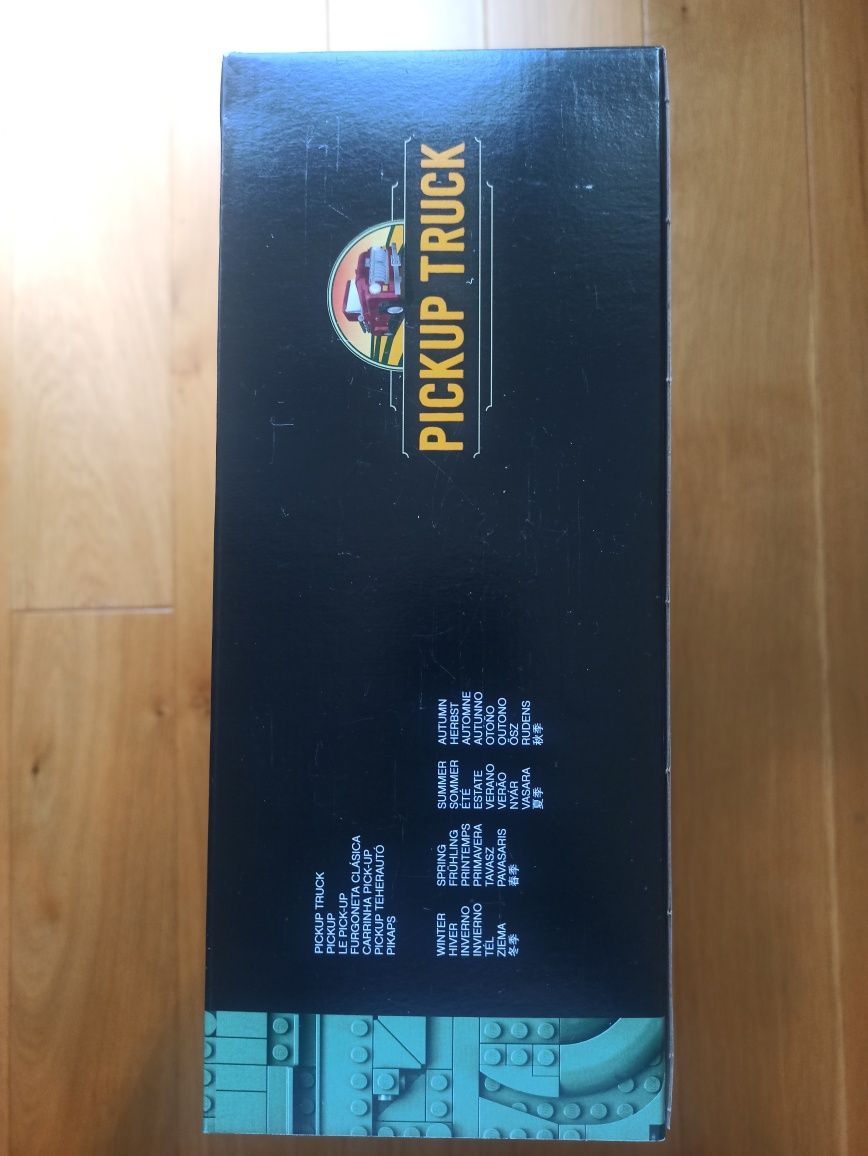 PICKUP TRUCK
PICKUP TRUCK
PICKUP
LE PICK-UP
FURGONETA CLÁSICA
CARRINHA PICK-UP
PICKUP TEHERAUTÓ
PIKAPS
WINTER
HIVER
INVERNO
INVIERNO
TÉL
ZIEMA
冬季
SPRING
FRÜHLING
PRINTEMPS
PRIMAVERA
TAVASZ
PAVASARIS
春季
SUMMER
SOMMER
ÉTÉ
ESTATE
VERANO
VERÃO
NYÁR
VASARA
夏季
AUTUMN
HERBST
AUTOMNE
AUTUNNO
OTOÑO
OUTONO
ŐSZ
RUDENS
秋季